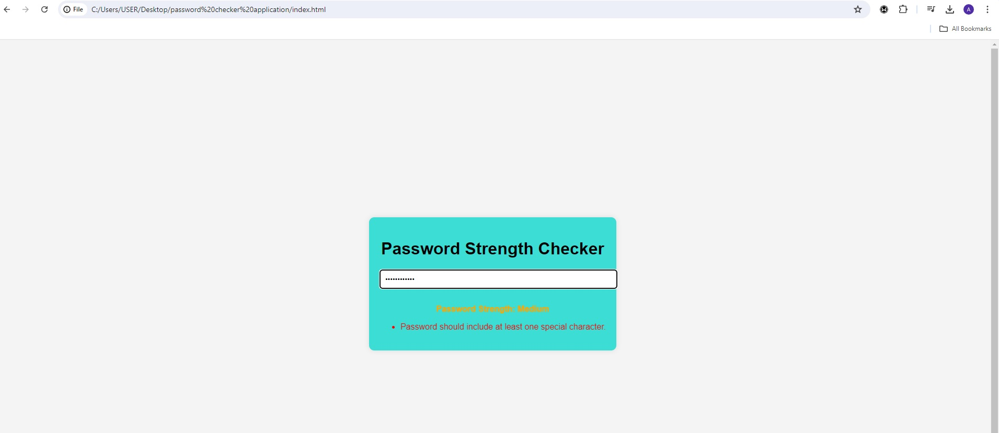 File C:/Users/USER/Desktop/password%20checker%20application/index.html
A
All Bookmarks
Password Strength Checker
••••••••••••
Password Strength: Medium
• Password should include at least one special character.